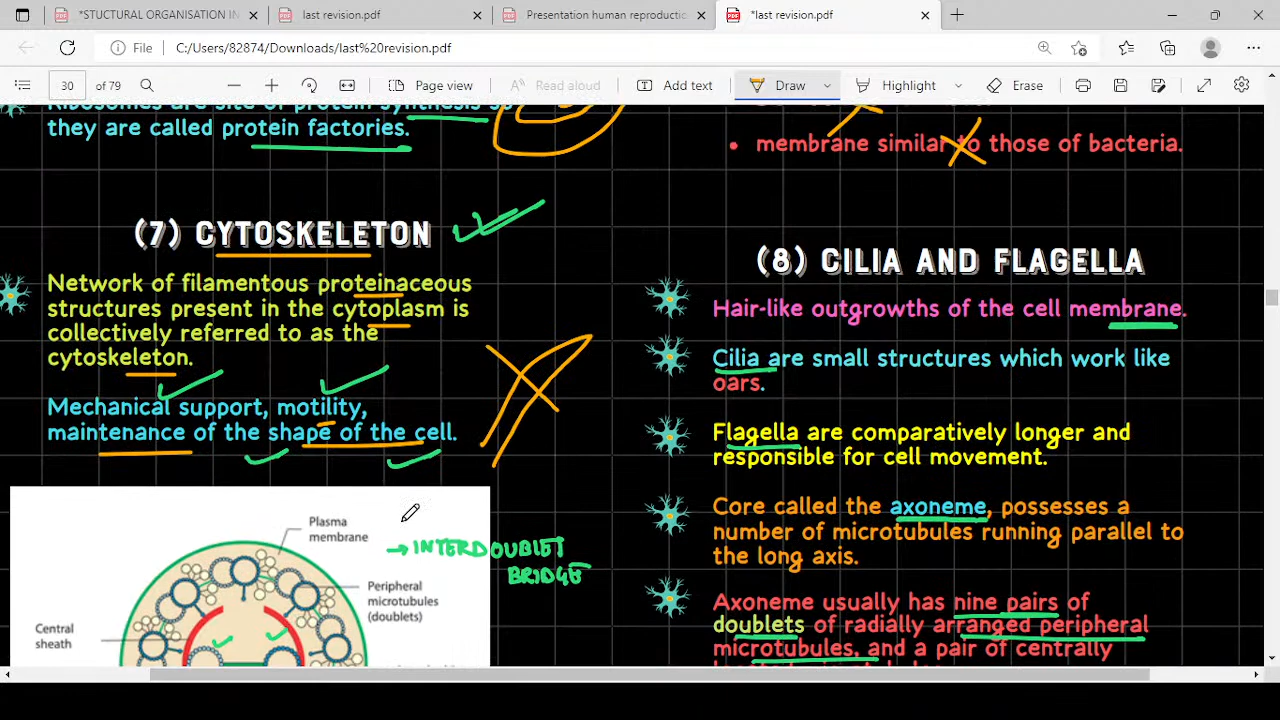 *STUCTURAL ORGANISATION IN
last revision.pdf
Presentation human reproductic
*last revision.pdf
File
C:/Users/82874/Downloads/last%20revision.pdf
30 of 79
Page view
Read aloud
Add text
Draw
Highlight
Erase
are site of protein synthesis
they are called protein factories.
(7) CYTOSKELETON
Network of filamentous proteinaceous
structures present in the cytoplasm is
collectively referred to as the
cytoskeleton.
Mechanical support, motility,
maintenance of the shape of the cell.
Plasma
membrane
→ INTERDOUBLET
BRIDGE
Peripheral
microtubules
(doublets)
Central
sheath
membrane similar to those of bacteria.
(8) CILIA AND FLAGELLA
Hair-like outgrowths of the cell membrane.
Cilia are small structures which work like
oars.
Flagella are comparatively longer and
responsible for cell movement.
Core called the axoneme, possesses a
number of microtubules running parallel to
the long axis.
Axoneme usually has nine pairs of
doublets of radially arranged peripheral
microtubules, and a pair of centrally